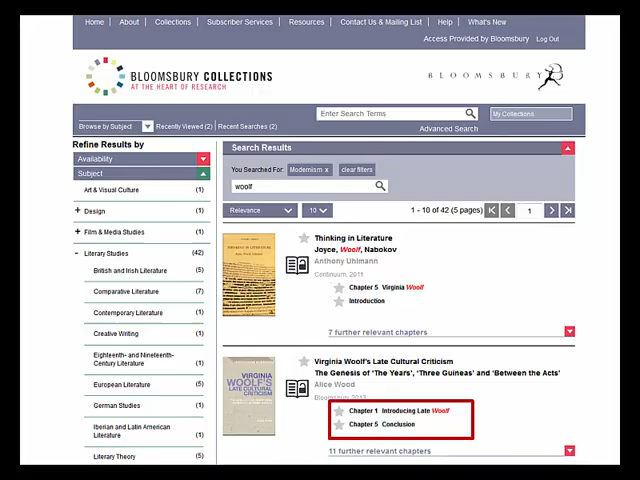 Home About Collections Subscriber Services Resources Contact Us & Mailing List Help What's New
Access Provided by Bloomsbury Log Out
BLOOMSBURY COLLECTIONS
AT THE HEART OF RESEARCH
BLOOMSBURY
Enter Search Terms
My Collections
Browse by Subject Recently Viewed (2) Recent Searches (2)
Advanced Search
Refine Results by
Availability
Subject
Art & Visual Culture (1)
+ Design (1)
+ Film & Media Studies (1)
- Literary Studies (42)
British and Irish Literature (5)
Comparative Literature (7)
Contemporary Literature (1)
Creative Writing (1)
Eighteenth- and Nineteenth-
Century Literature (1)
European Literature (5)
German Studies (1)
Iberian and Latin American
Literature (1)
Literary Theory (5)
Search Results
You Searched For: Modernism x clear filters
woolf
Relevance 10 1 - 10 of 42 (5 pages) 1
THINKING IN LITERATURE
Thinking in Literature
Joyce, Woolf, Nabokov
Anthony Uhlmann
Continuum, 2011
Chapter 5 Virginia Woolf
Introduction
7 further relevant chapters
VIRGINIA
WOOLF'S
LATE CULTURAL
CRITICISM
Virginia Woolf's Late Cultural Criticism
The Genesis of 'The Years', 'Three Guineas' and 'Between the Acts'
Alice Wood
Chapter 1 Introducing Late Woolf
Chapter 5 Conclusion
11 further relevant chapters